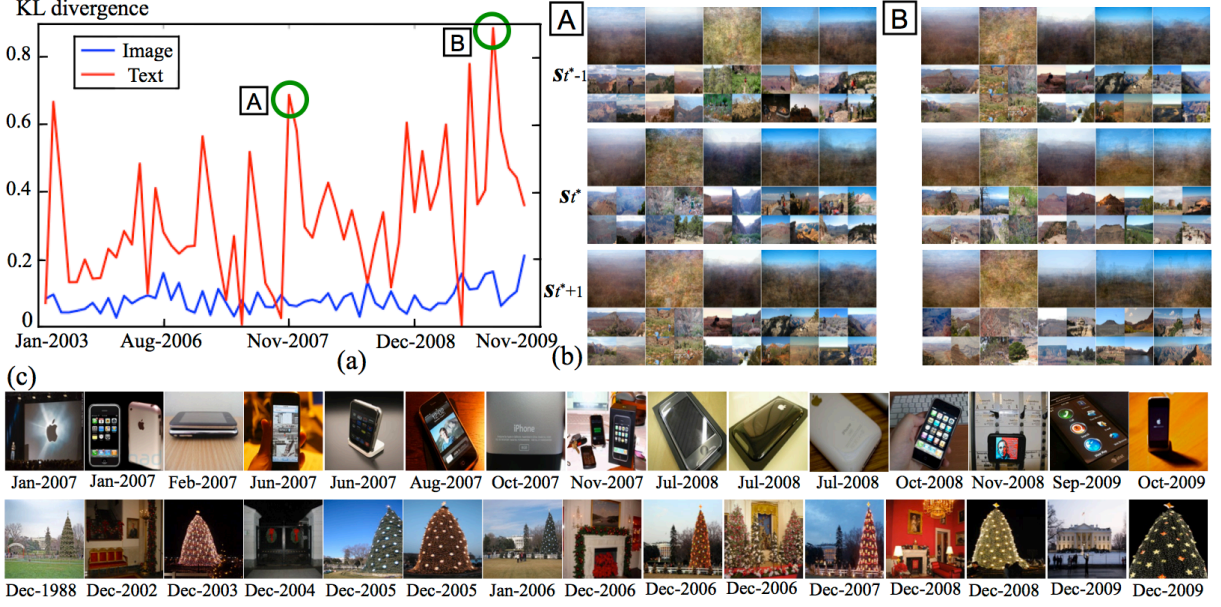 KL divergence
0.8
0.6
0.4
0.2
0
Image
Text
A
B
Jan-2003 Aug-2006 Nov-2007 Dec-2008 Nov-2009
(a)
A
B
St*-1
St*
St*+1
(b)
(c)
iPhone
Jan-2007 Jan-2007 Feb-2007 Jun-2007 Jun-2007 Aug-2007 Oct-2007 Nov-2007 Jul-2008 Jul-2008 Jul-2008 Oct-2008 Nov-2008 Sep-2009 Oct-2009
Dec-1988 Dec-2002 Dec-2003 Dec-2004 Dec-2005 Dec-2005 Jan-2006 Dec-2006 Dec-2006 Dec-2006 Dec-2007 Dec-2008 Dec-2008 Dec-2009 Dec-2009